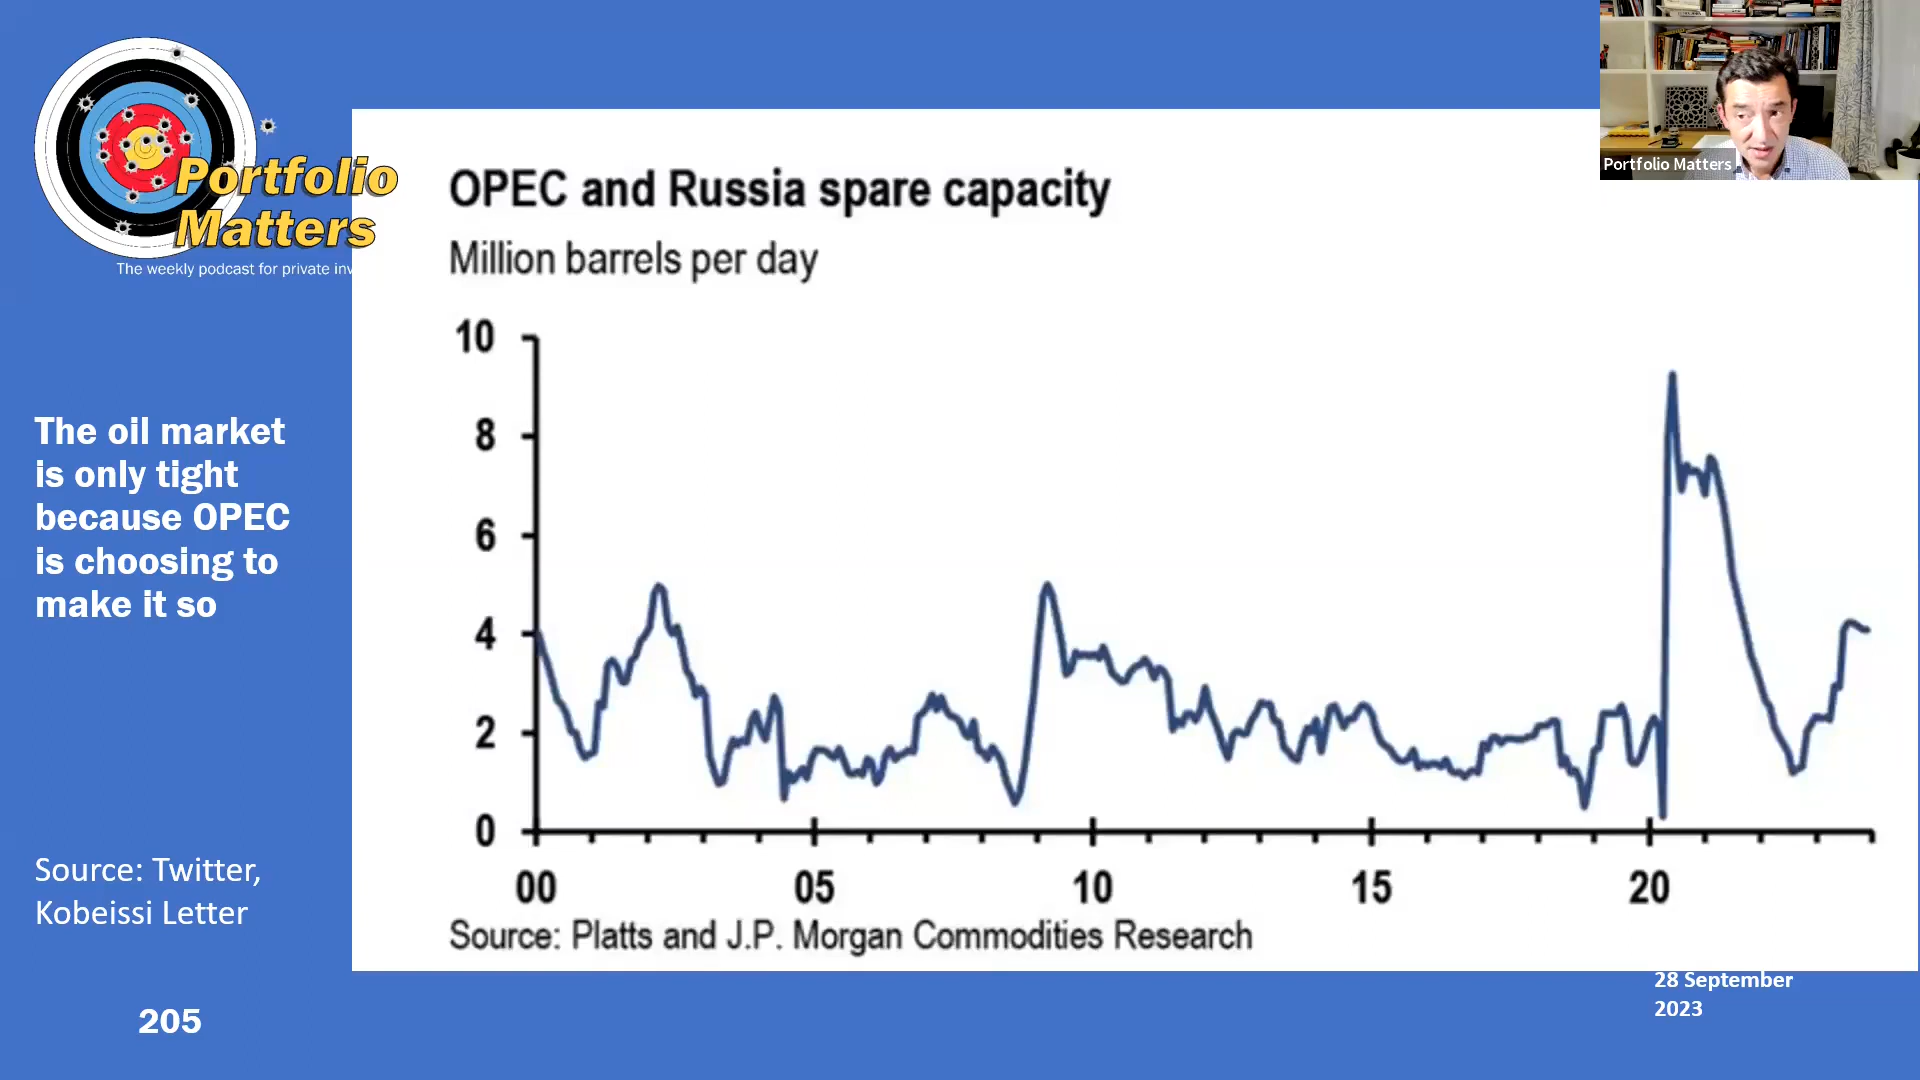 Portfolio
Matters
The weekly podcast for private inv
Portfolio Matters
OPEC and Russia spare capacity
Million barrels per day
10
8
6
4
2
0
00 05 10 15 20
Source: Platts and J.P. Morgan Commodities Research
The oil market
is only tight
because OPEC
is choosing to
make it so
Source: Twitter,
Kobeissi Letter
205
28 September
2023